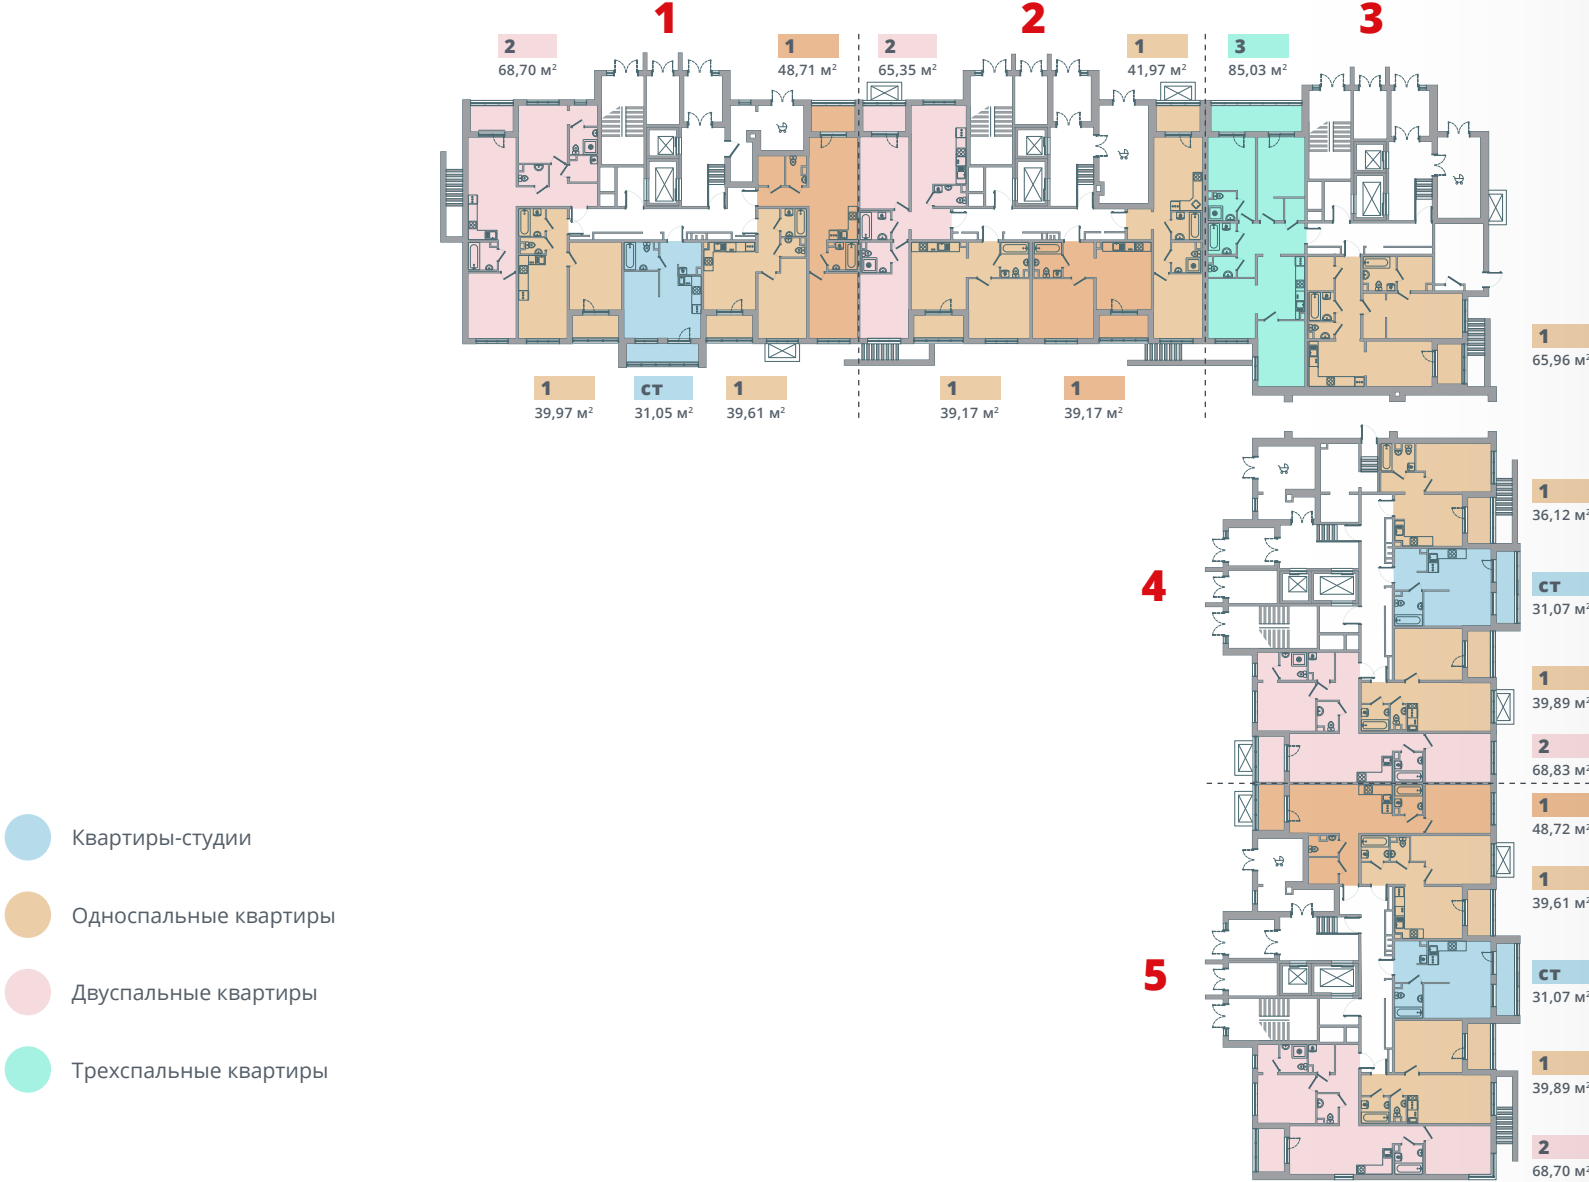 1
2
3
2
68,70 м²
1
48,71 м²
2
65,35 м²
1
41,97 м²
3
85,03 м²
1
65,96 м²
1
39,97 м²
ст
31,05 м²
1
39,61 м²
1
39,17 м²
1
39,17 м²
4
1
36,12 м²
ст
31,07 м²
1
39,89 м²
2
68,83 м²
5
1
48,72 м²
1
39,61 м²
ст
31,07 м²
1
39,89 м²
2
68,70 м²
Квартиры-студии
Односпальные квартиры
Двуспальные квартиры
Трехспальные квартиры